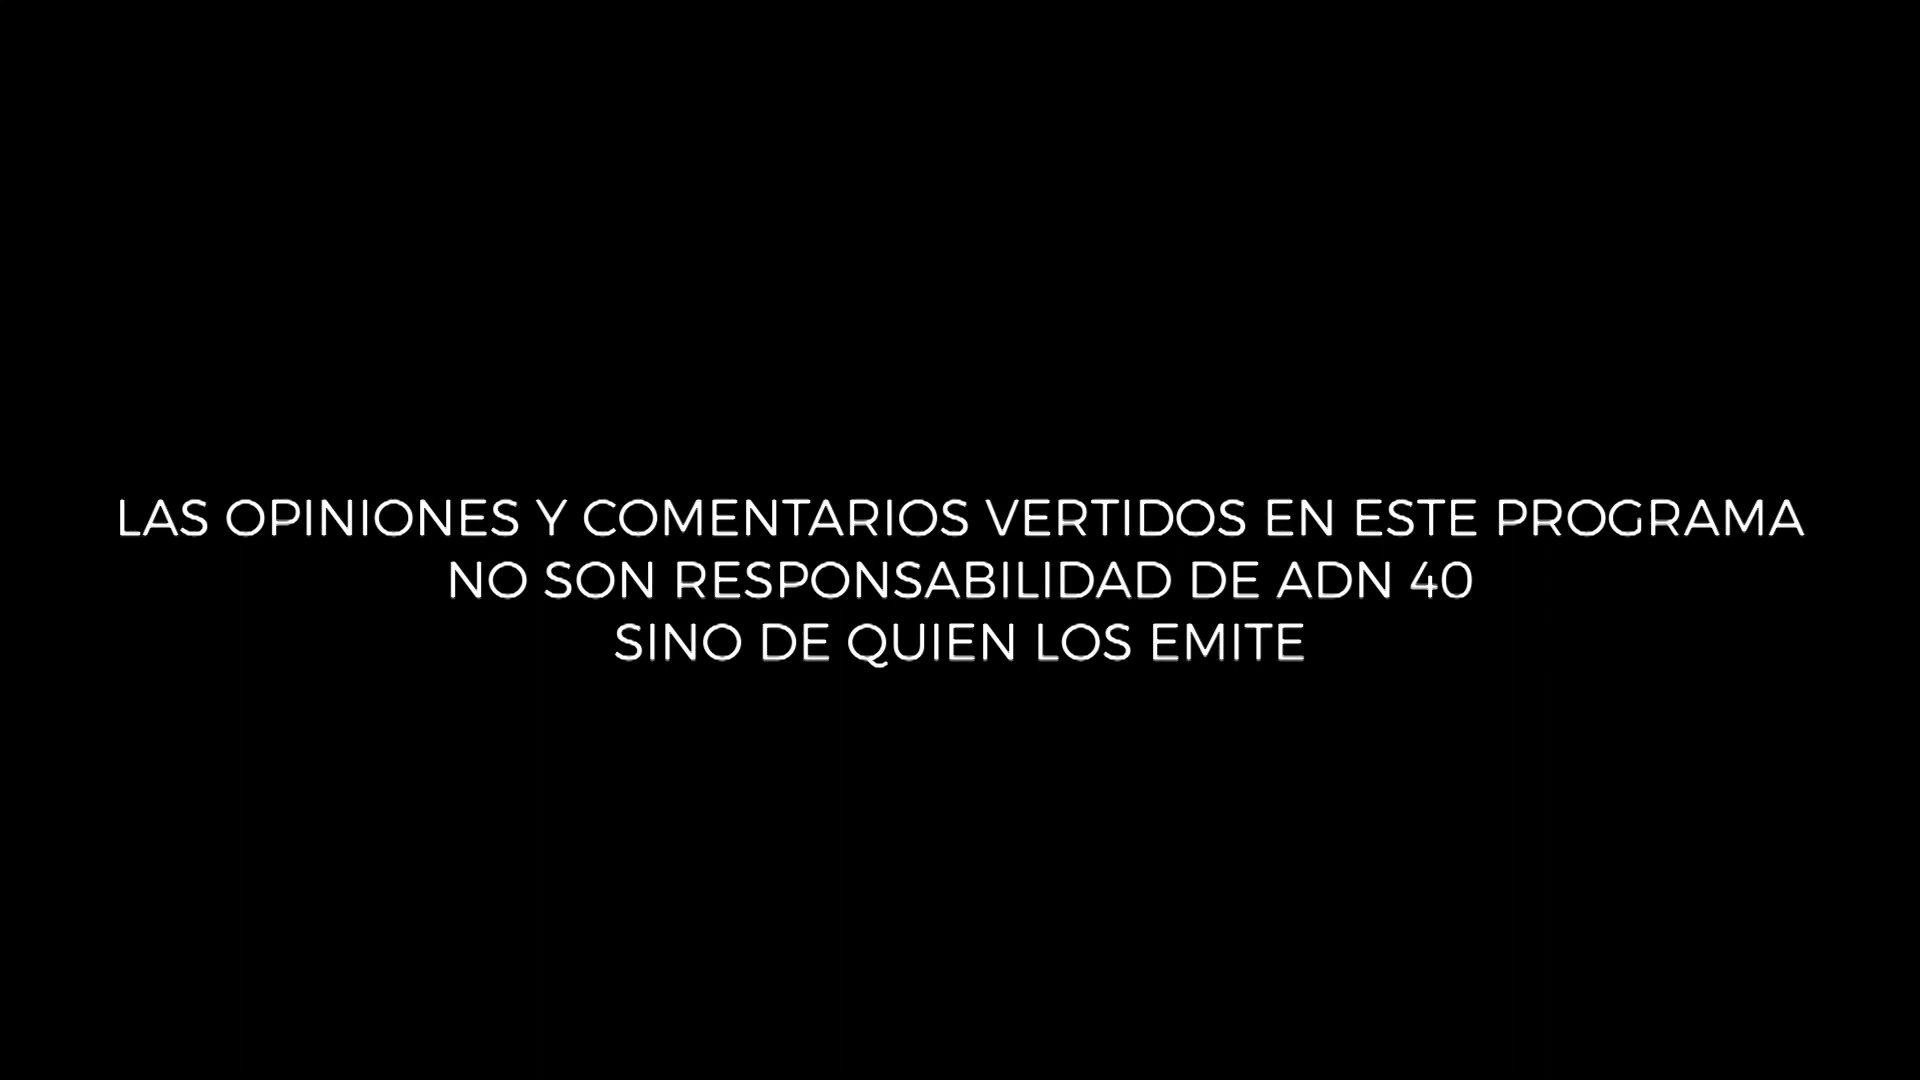 LAS OPINIONES Y COMENTARIOS VERTIDOS EN ESTE PROGRAMA
NO SON RESPONSABILIDAD DE ADN 40
SINO DE QUIEN LOS EMITE